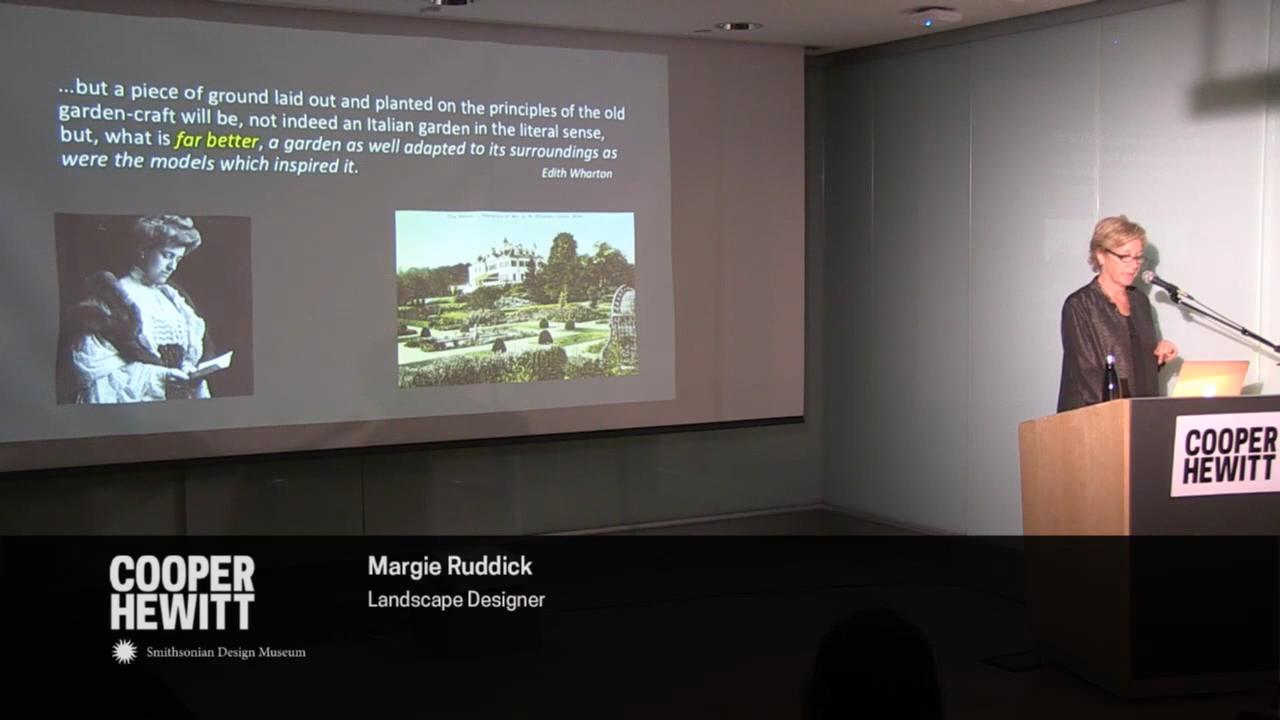 ...but a piece of ground laid out and planted on the principles of the old
garden-craft will be, not indeed an Italian garden in the literal sense,
but, what is far better, a garden as well adapted to its surroundings as
were the models which inspired it.
Edith Wharton
COOPER
HEWITT
COOPER
HEWITT
Smithsonian Design Museum
Margie Ruddick
Landscape Designer